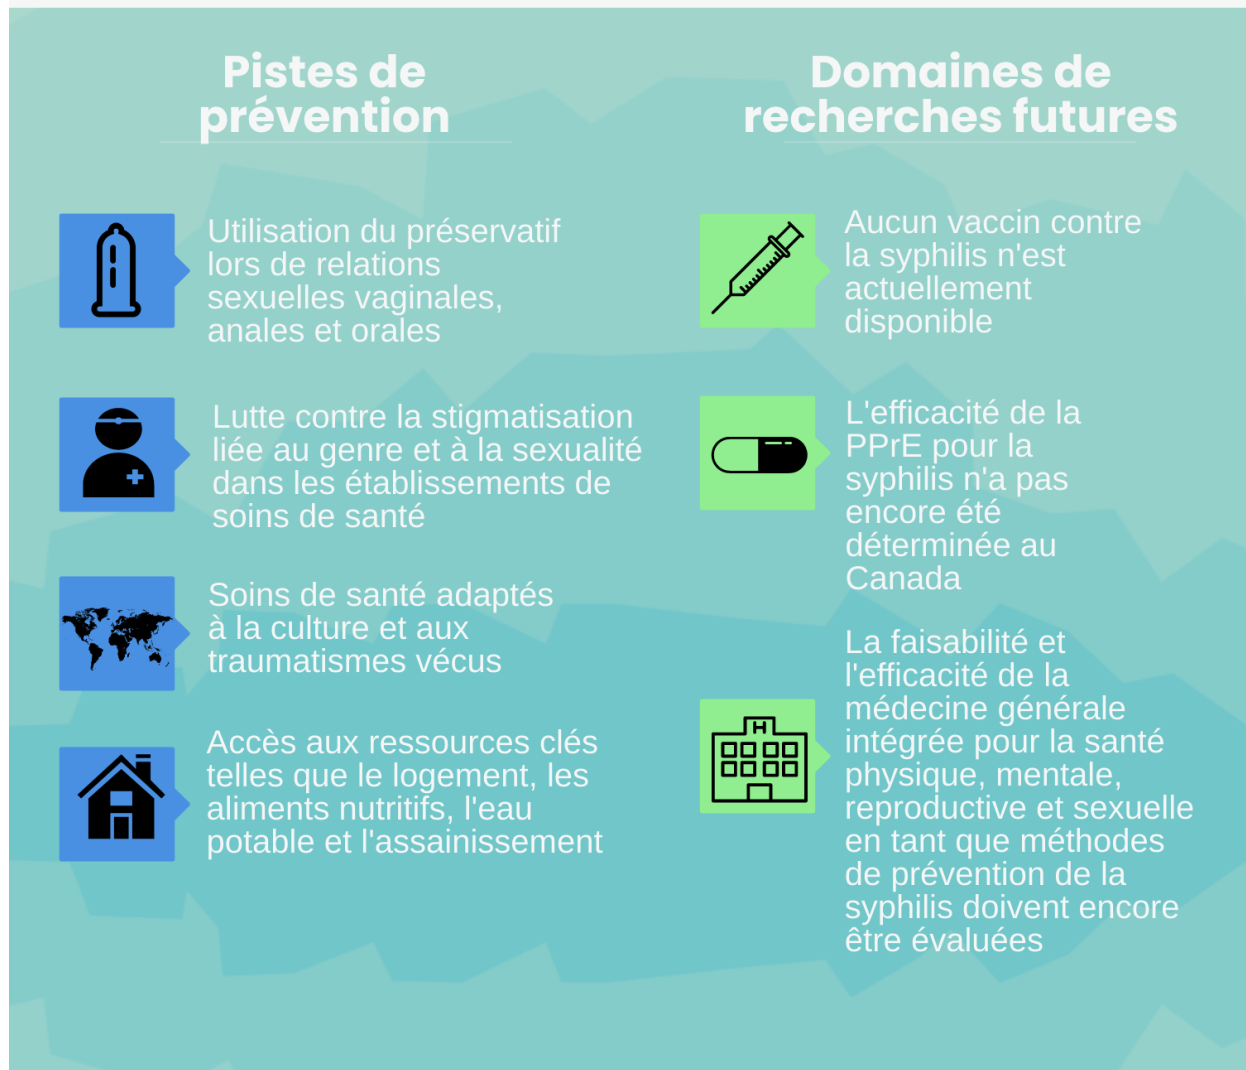 Pistes de
prévention
Utilisation du préservatif
lors de relations
sexuelles vaginales,
anales et orales
Lutte contre la stigmatisation
liée au genre et à la sexualité
dans les établissements de
soins de santé
Soins de santé adaptés
à la culture et aux
traumatismes vécus
Accès aux ressources clés
telles que le logement, les
aliments nutritifs, l'eau
potable et l'assainissement
Domaines de
recherches futures
Aucun vaccin contre
la syphilis n'est
actuellement
disponible
L'efficacité de la
PPrE pour la
syphilis n'a pas
encore été
déterminée au
Canada
H
La faisabilité et
l'efficacité de la
médecine générale
intégrée pour la santé
physique, mentale,
reproductive et sexuelle
en tant que méthodes
de prévention de la
syphilis doivent encore
être évaluées